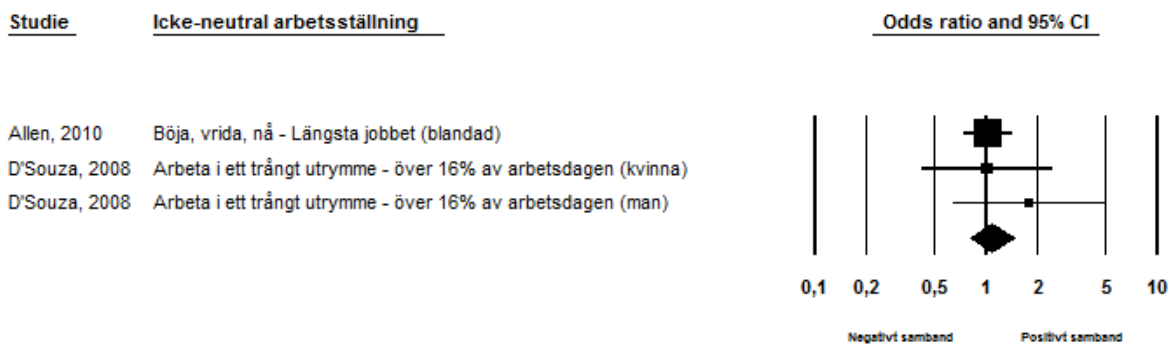 Studie Icke-neutral arbetsställning Odds ratio and 95% CI
Allen, 2010 Böja, vrida, nå - Längsta jobbet (blandad)
D'Souza, 2008 Arbeta i ett trångt utrymme - över 16% av arbetsdagen (kvinna)
D'Souza, 2008 Arbeta i ett trångt utrymme - över 16% av arbetsdagen (man)
0,1 0,2 0,5 1 2 5 10
Negativt samband Positivt samband